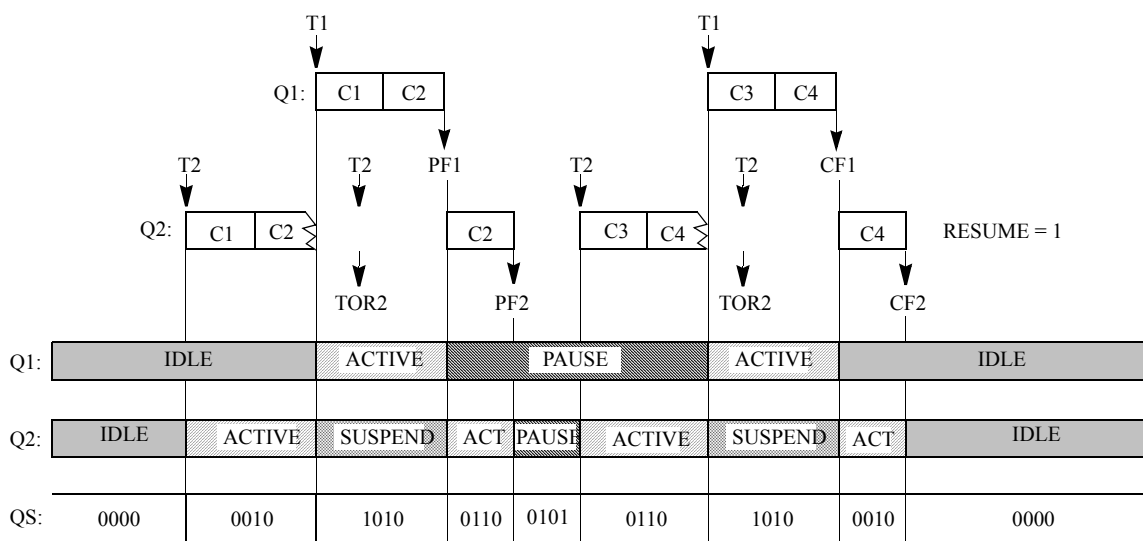 T1 T1
Q1: C1 C2 C3 C4
T2 T2 PF1 T2 T2 CF1
Q2: C1 C2 C2 C3 C4 C4 RESUME = 1
TOR2 PF2 TOR2 CF2
Q1: IDLE ACTIVE PAUSE ACTIVE IDLE
Q2: IDLE ACTIVE SUSPEND ACT PAUSE ACTIVE SUSPEND ACT IDLE
QS: 0000 0010 1010 0110 0101 0110 1010 0010 0000